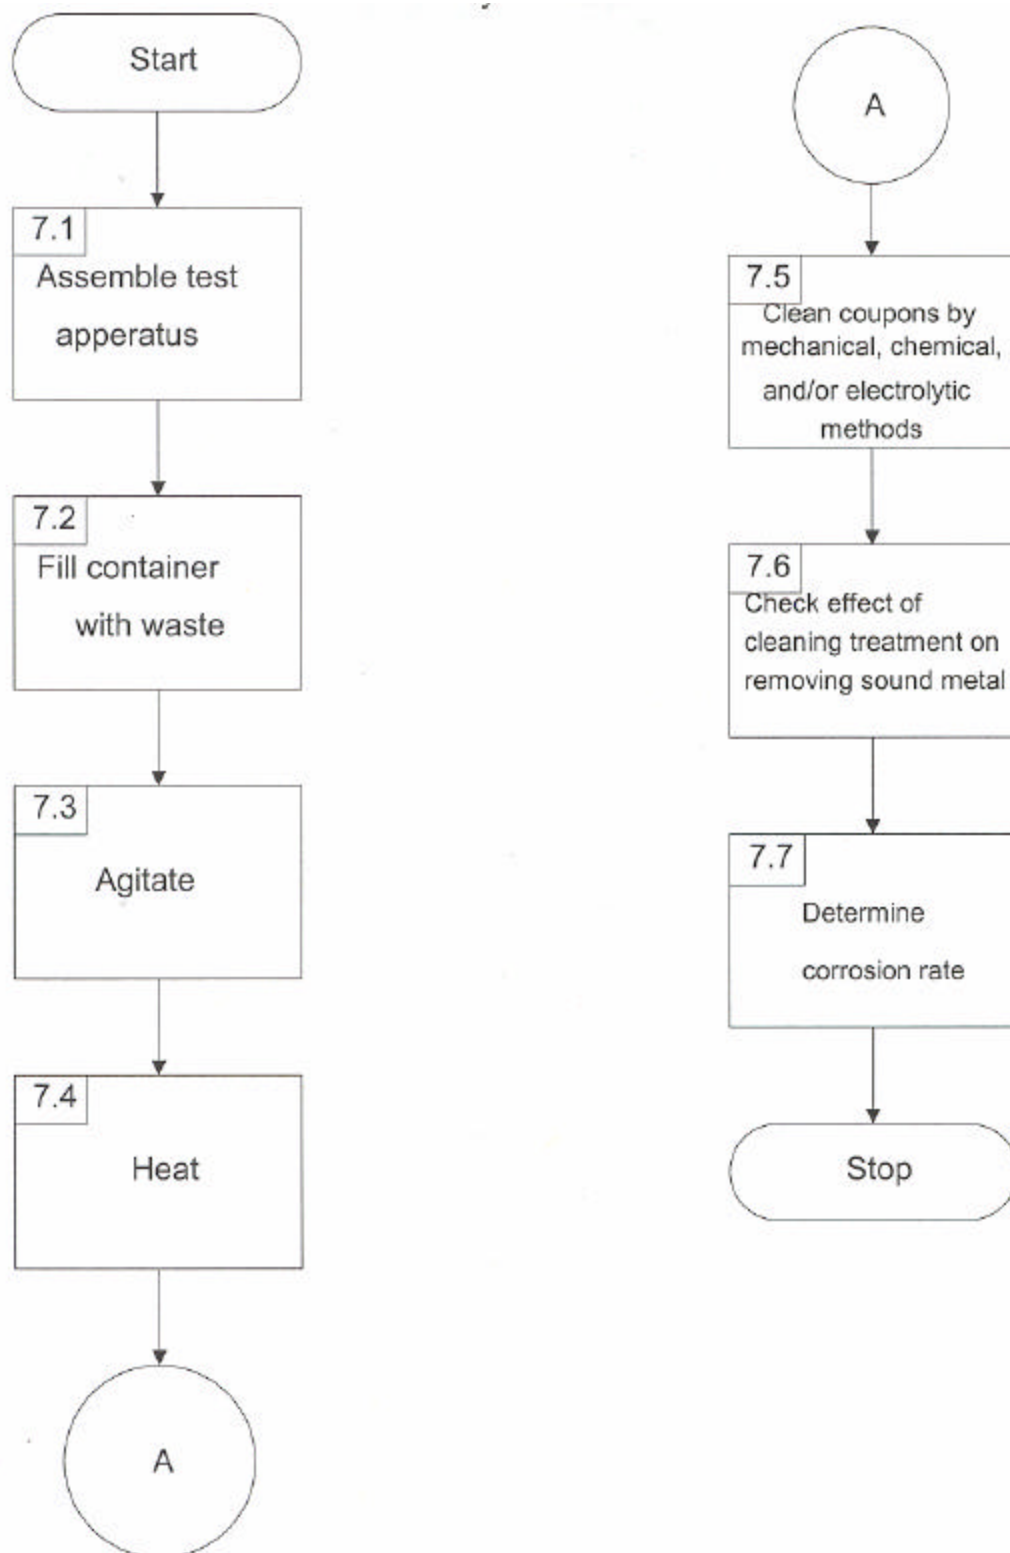 Start
7.1
Assemble test
apperatus
7.2
Fill container
with waste
7.3
Agitate
7.4
Heat
A
A
7.5
Clean coupons by
mechanical, chemical,
and/or electrolytic
methods
7.6
Check effect of
cleaning treatment on
removing sound metal
7.7
Determine
corrosion rate
Stop